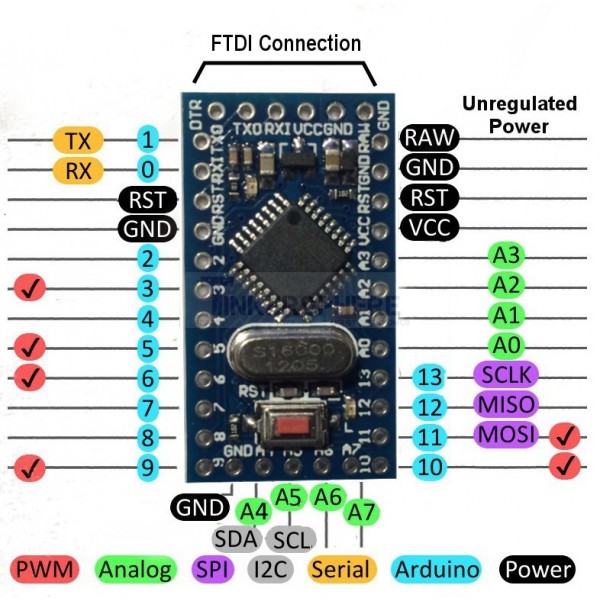 FTDI Connection
Unregulated
Power
DTR
TXO RXI VCC GND
GND
TX 1
TXO
RAW
RAW
RX 0
RXI
GND
GND
RST
RST
RST
RST
GND
GND
VCC
VCC
2
2
A3
A3
3
3
A2
A2
4
4
A1
A1
5
5
A0
A0
S16000
1205
6
6
13
13 SCLK
RST
7
7
12
12 MISO
8
8
11
11 MOSI
9
9
GND
A6
A7
10
10
GND
A4
A5
A6
A7
SDA
SCL
PWM
Analog
SPI
I2C
Serial
Arduino
Power